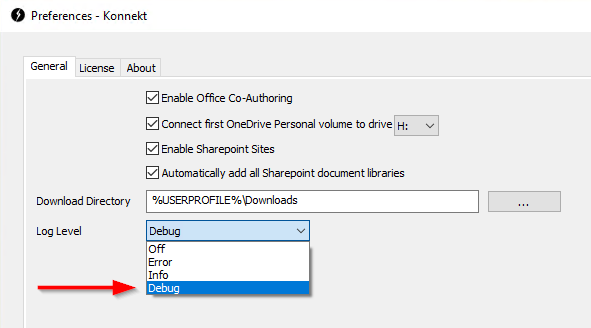 Preferences - Konnekt
General License About
Enable Office Co-Authoring
Connect first OneDrive Personal volume to drive H:
Enable Sharepoint Sites
Automatically add all Sharepoint document libraries
Download Directory %USERPROFILE%\Downloads ...
Log Level Debug
Off
Error
Info
Debug